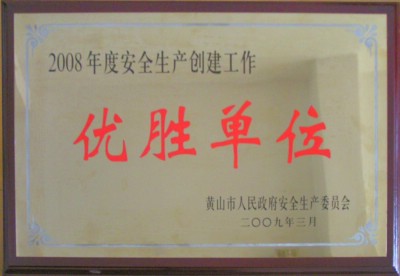 2008年度安全生产创建工作
优胜单位
黄山市人民政府安全生产委员会
二〇〇九年三月